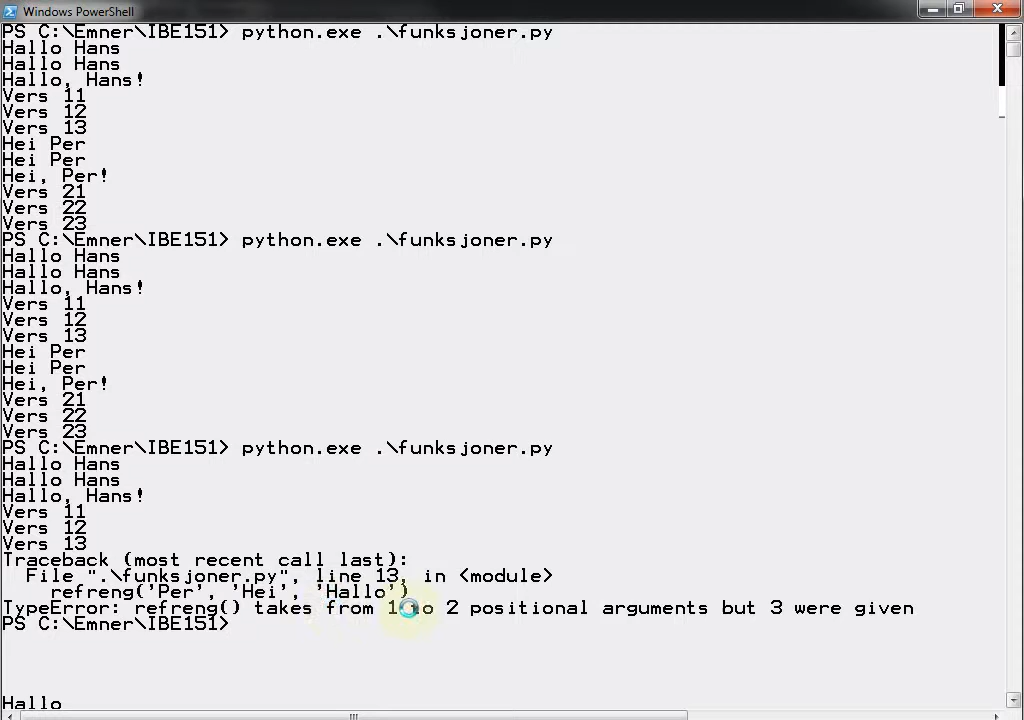 Windows PowerShell
PS C:\Emner\IBE151> python.exe .\funksjoner.py
Hallo Hans
Hallo Hans
Hallo, Hans!
Vers 11
Vers 12
Vers 13
Hei Per
Hei Per
Hei, Per!
Vers 21
Vers 22
Vers 23
PS C:\Emner\IBE151> python.exe .\funksjoner.py
Hallo Hans
Hallo Hans
Hallo, Hans!
Vers 11
Vers 12
Vers 13
Hei Per
Hei Per
Hei, Per!
Vers 21
Vers 22
Vers 23
PS C:\Emner\IBE151> python.exe .\funksjoner.py
Hallo Hans
Hallo Hans
Hallo, Hans!
Vers 11
Vers 12
Vers 13
Traceback (most recent call last):
File ".\funksjoner.py", line 13, in <module>
refreng('Per', 'Hei', 'Hallo')
TypeError: refreng() takes from 1 to 2 positional arguments but 3 were given
PS C:\Emner\IBE151>
Hallo